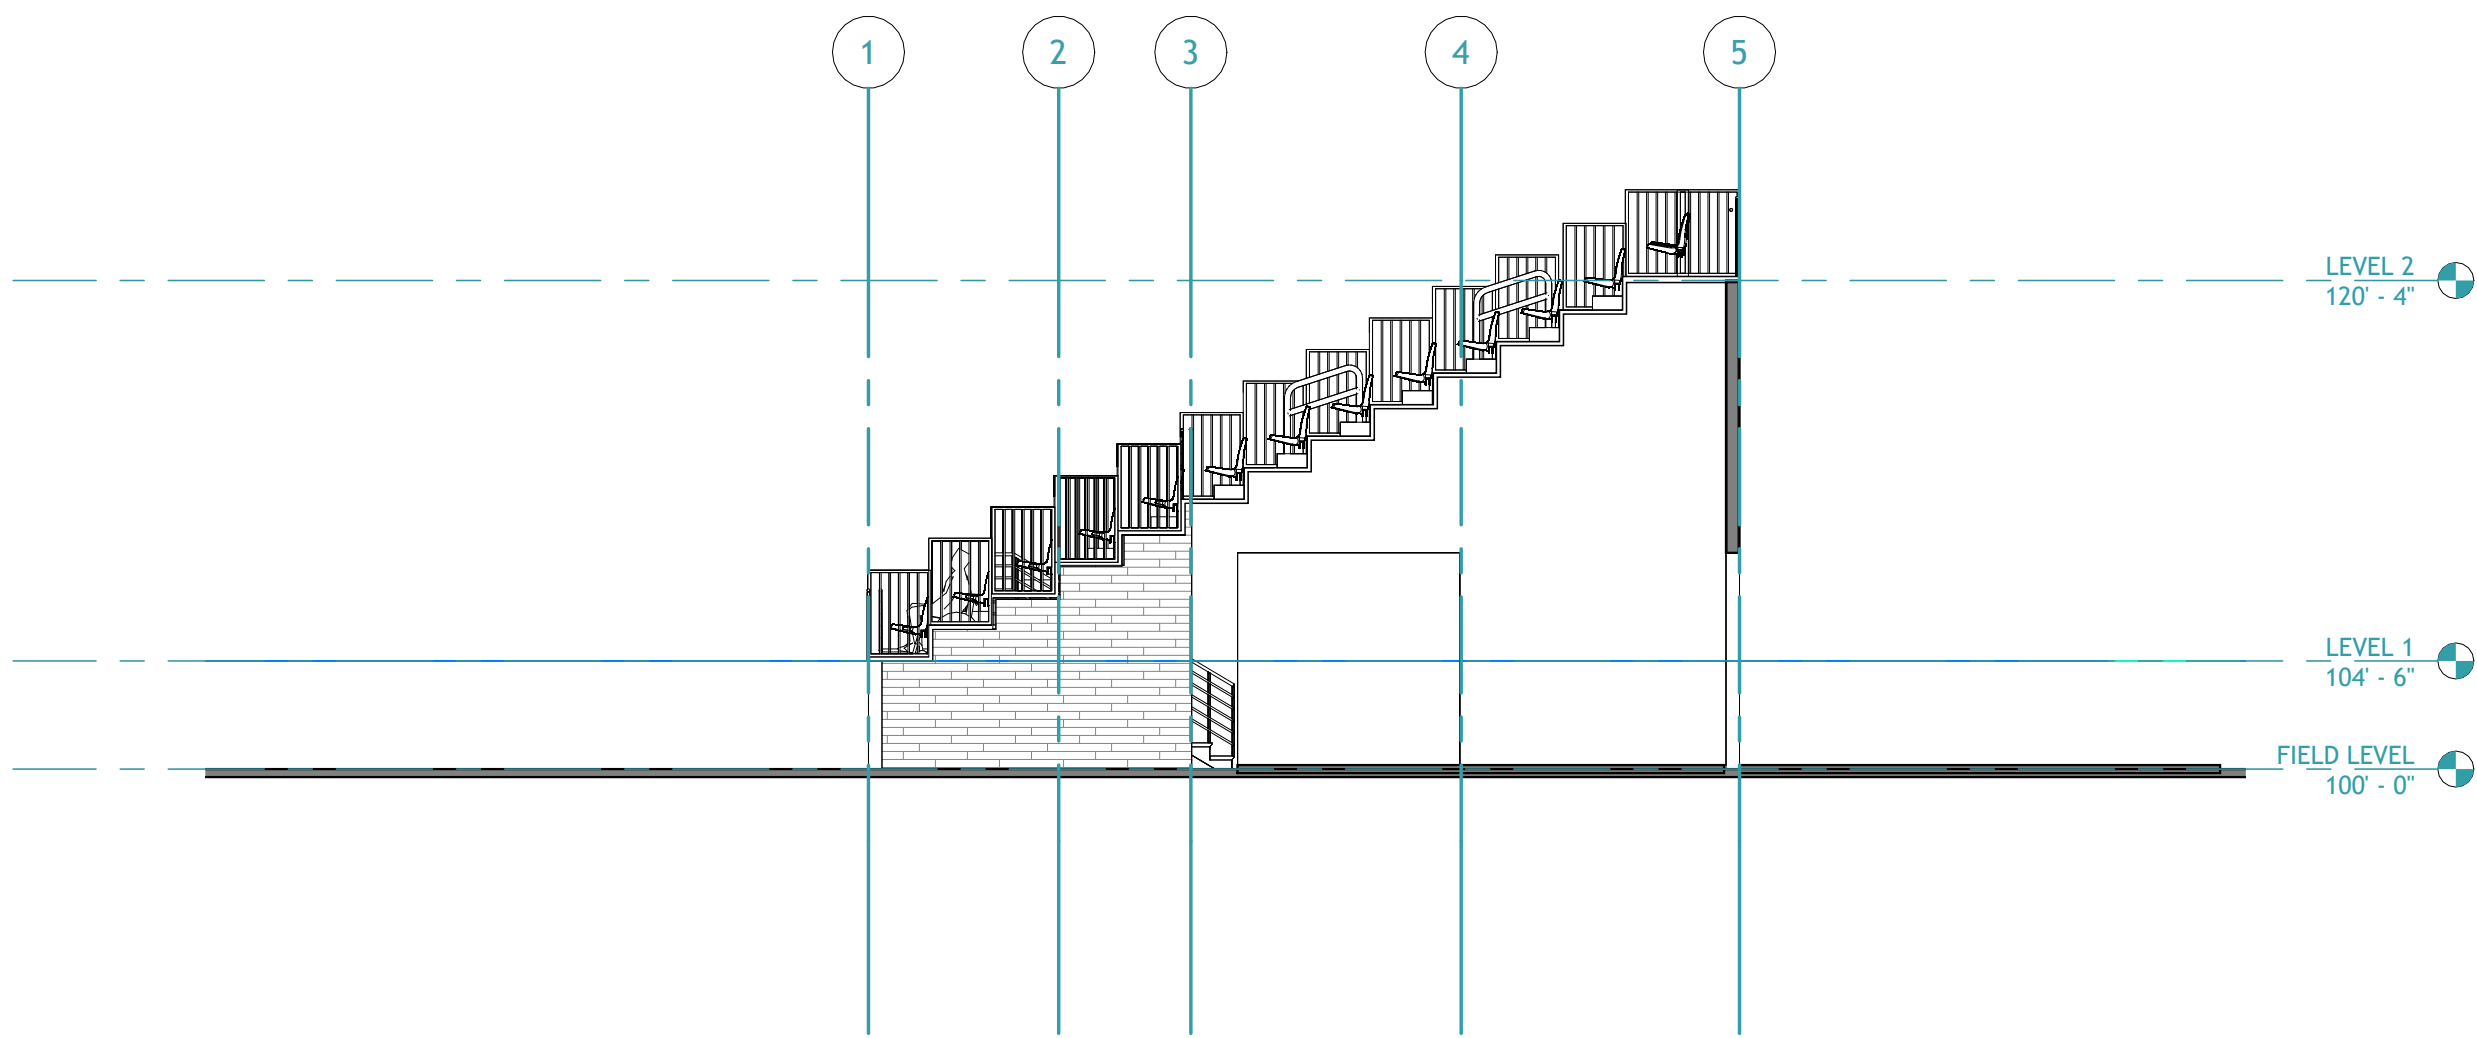 1 2 3 4 5
LEVEL 2
120' - 4"
LEVEL 1
104' - 6"
FIELD LEVEL
100' - 0"